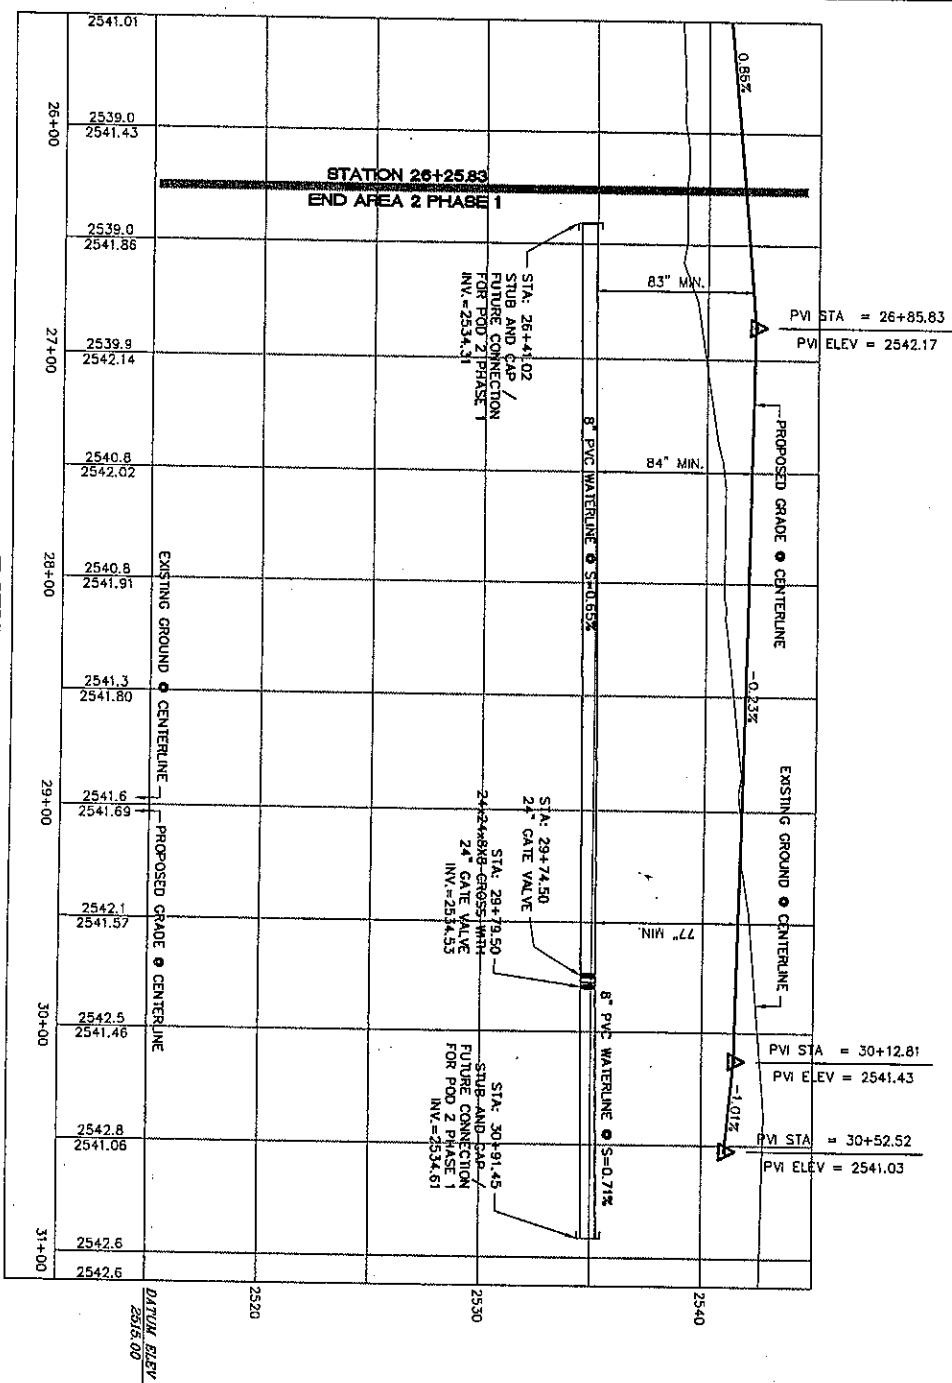 2541.01
0.86%
26+00
2539.0
2541.43
STATION 26+25.83
END AREA 2 PHASE 1
2539.0
2541.86
STA: 26+41.02
STUB AND CAP /
FUTURE CONNECTION
FOR POD 2 PHASE 1
INV.=2534.31
83" MIN.
PVI STA = 26+85.83
PVI ELEV = 2542.17
27+00
2539.9
2542.14
8" PVC WATERLINE @ S=0.65%
PROPOSED GRADE @ CENTERLINE
2540.8
2542.02
84" MIN.
28+00
2540.8
2541.91
EXISTING GROUND @ CENTERLINE
2541.3
2541.80
-0.23%
29+00
2541.6
2541.69
PROPOSED GRADE @ CENTERLINE
STA: 29+74.50
24" GATE VALVE
STA: 29+79.50
24x24x8X8 CROSS WITH
24" GATE VALVE
INV.=2534.53
EXISTING GROUND @ CENTERLINE
2542.1
2541.57
77" MIN.
30+00
2542.5
2541.46
8" PVC WATERLINE @ S=0.71%
PVI STA = 30+12.81
PVI ELEV = 2541.43
-1.01%
2542.8
2541.06
STA: 30+91.45
STUB AND CAP /
FUTURE CONNECTION
FOR POD 2 PHASE 1
INV.=2534.61
PVI STA = 30+52.52
PVI ELEV = 2541.03
31+00
2542.6
2542.6
DATUM ELEV
2515.00
2520
2530
2540